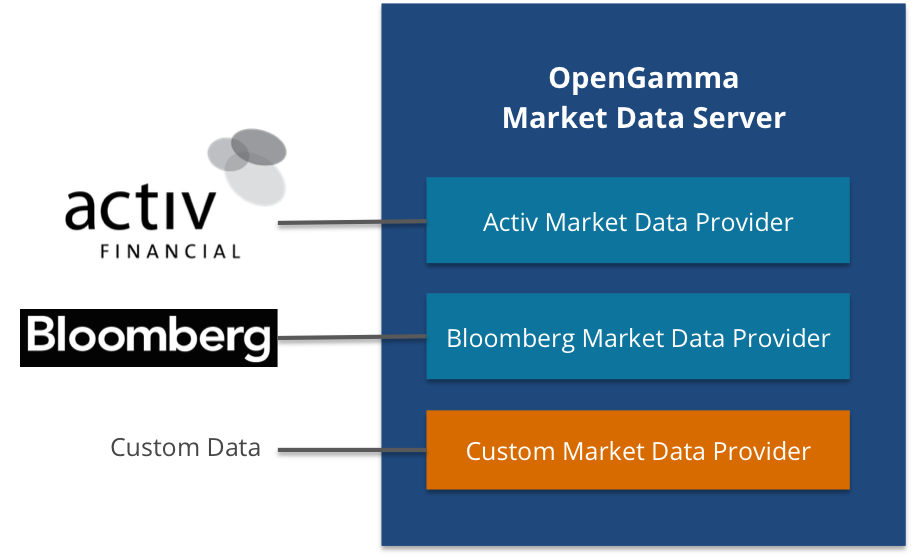 OpenGamma
Market Data Server
activ
FINANCIAL
Activ Market Data Provider
Bloomberg
Bloomberg Market Data Provider
Custom Data
Custom Market Data Provider